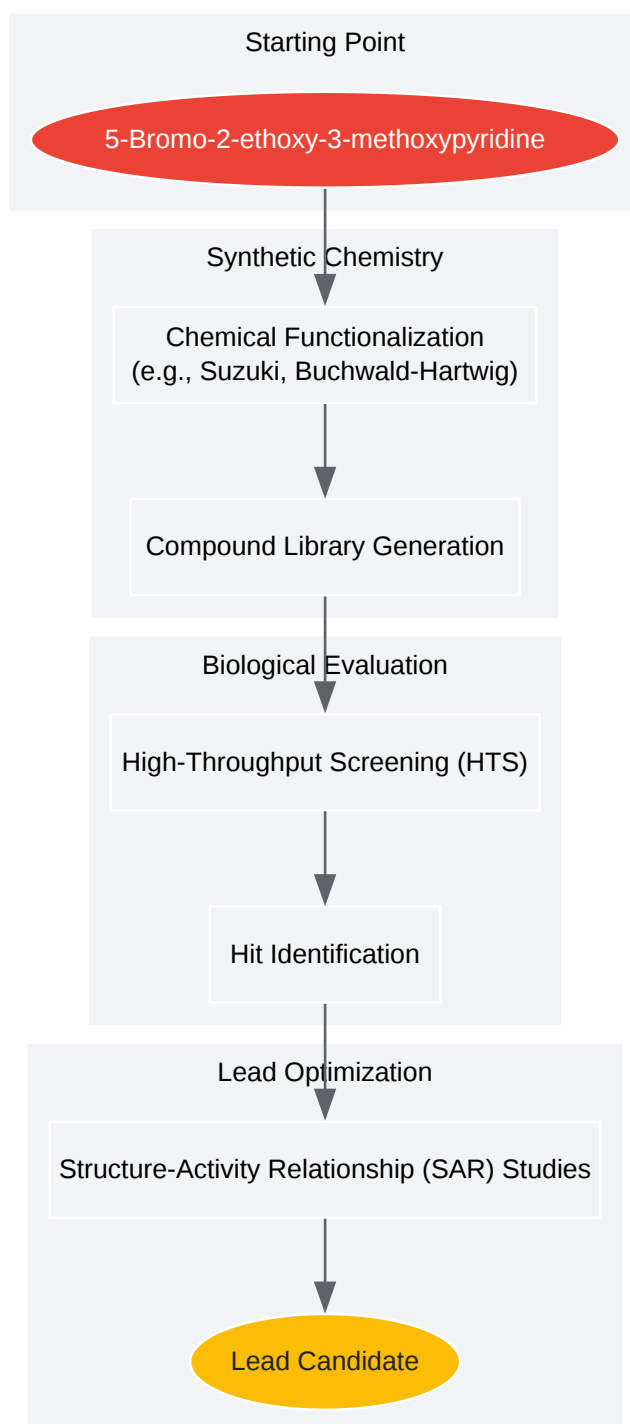 Starting Point
5-Bromo-2-ethoxy-3-methoxypyridine
Synthetic Chemistry
Chemical Functionalization
(e.g., Suzuki, Buchwald-Hartwig)
Compound Library Generation
Biological Evaluation
High-Throughput Screening (HTS)
Hit Identification
Lead Optimization
Structure-Activity Relationship (SAR) Studies
Lead Candidate